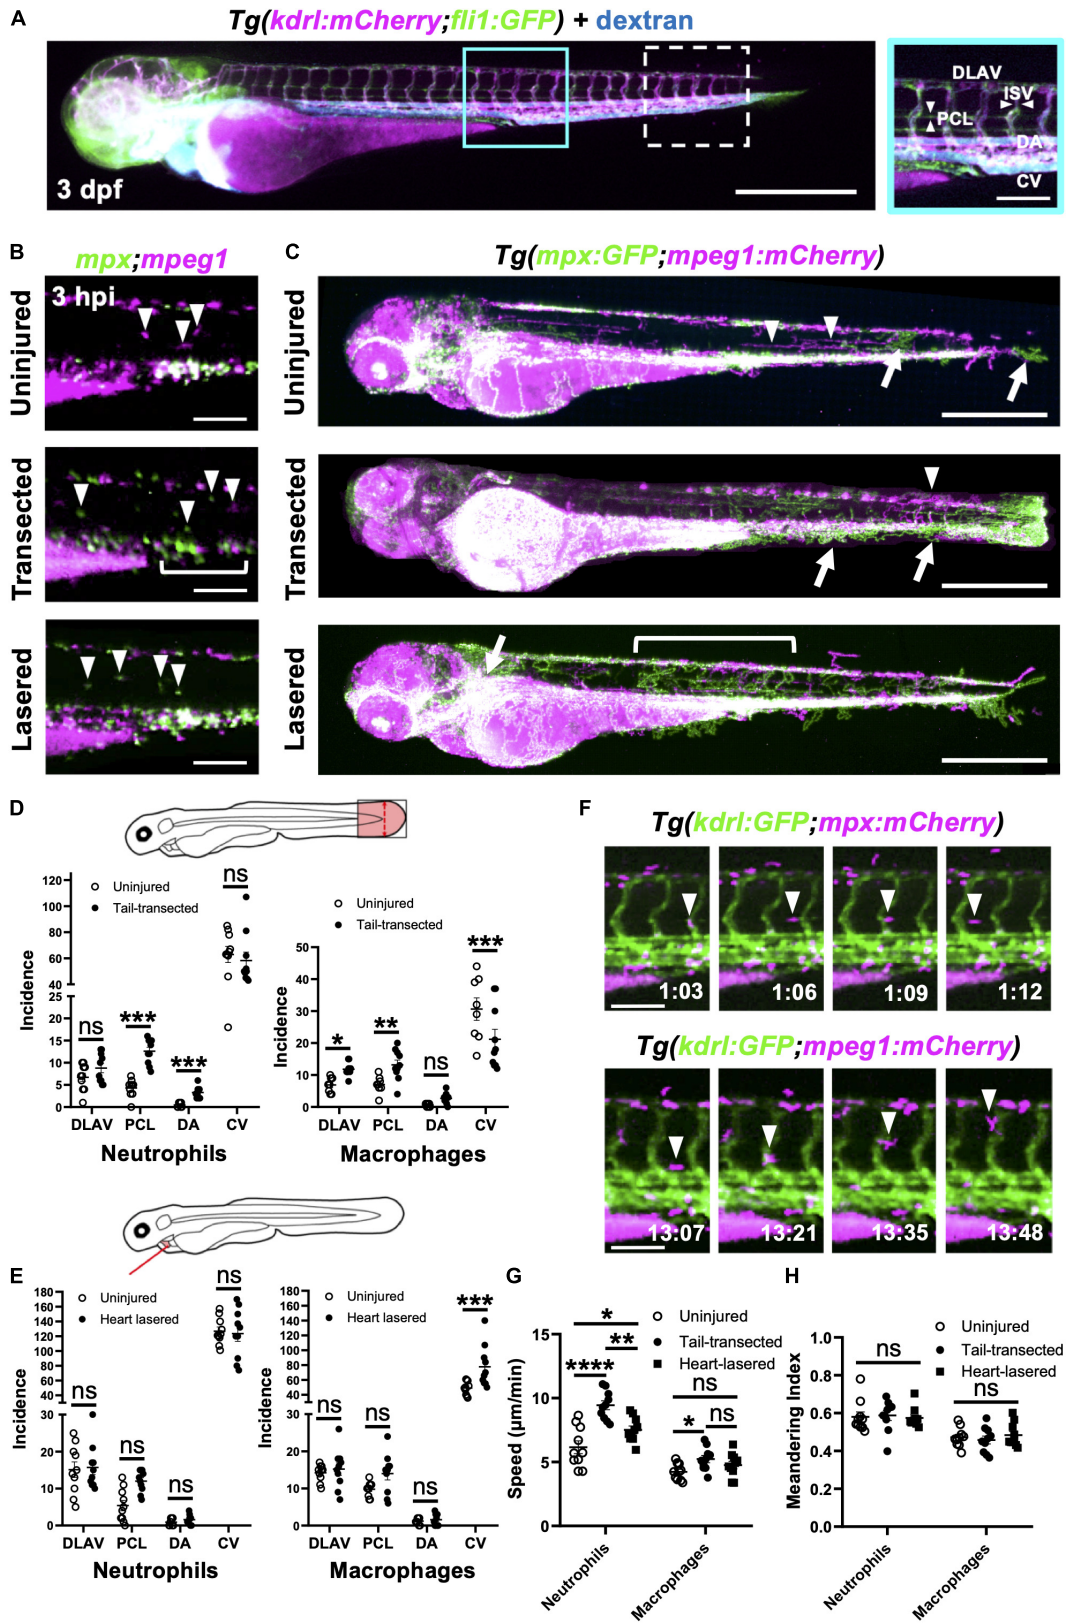 A
Tg(kdrl:mCherry;fli1:GFP) + dextran
3 dpf
DLAV
ISV
PCL
DA
CV
B
mpx;mpeg1
C
Tg(mpx:GFP;mpeg1:mCherry)
3 hpi
Uninjured
Uninjured
Transected
Transected
Lasered
Lasered
D
Uninjured
Tail-transected
ns
ns
***
***
120
100
80
60
40
25
20
15
10
5
0
Incidence
DLAV PCL DA CV
Neutrophils
Uninjured
Tail-transected
*
**
ns
***
50
40
30
20
10
0
Incidence
DLAV PCL DA CV
Macrophages
F
Tg(kdrl:GFP;mpx:mCherry)
1:03
1:06
1:09
1:12
Tg(kdrl:GFP;mpeg1:mCherry)
13:07
13:21
13:35
13:48
E
Uninjured
Heart lasered
ns
ns
ns
ns
180
160
140
120
100
80
60
40
30
20
10
0
Incidence
DLAV PCL DA CV
Neutrophils
Uninjured
Heart lasered
ns
ns
ns
***
180
160
140
120
100
80
60
40
30
20
10
0
Incidence
DLAV PCL DA CV
Macrophages
G
Uninjured
Tail-transected
Heart-lasered
*
**
****
ns
*
ns
15
10
5
0
Speed (μm/min)
Neutrophils
Macrophages
H
Uninjured
Tail-transected
Heart-lasered
ns
ns
1.0
0.8
0.6
0.4
0.2
0.0
Meandering Index
Neutrophils
Macrophages